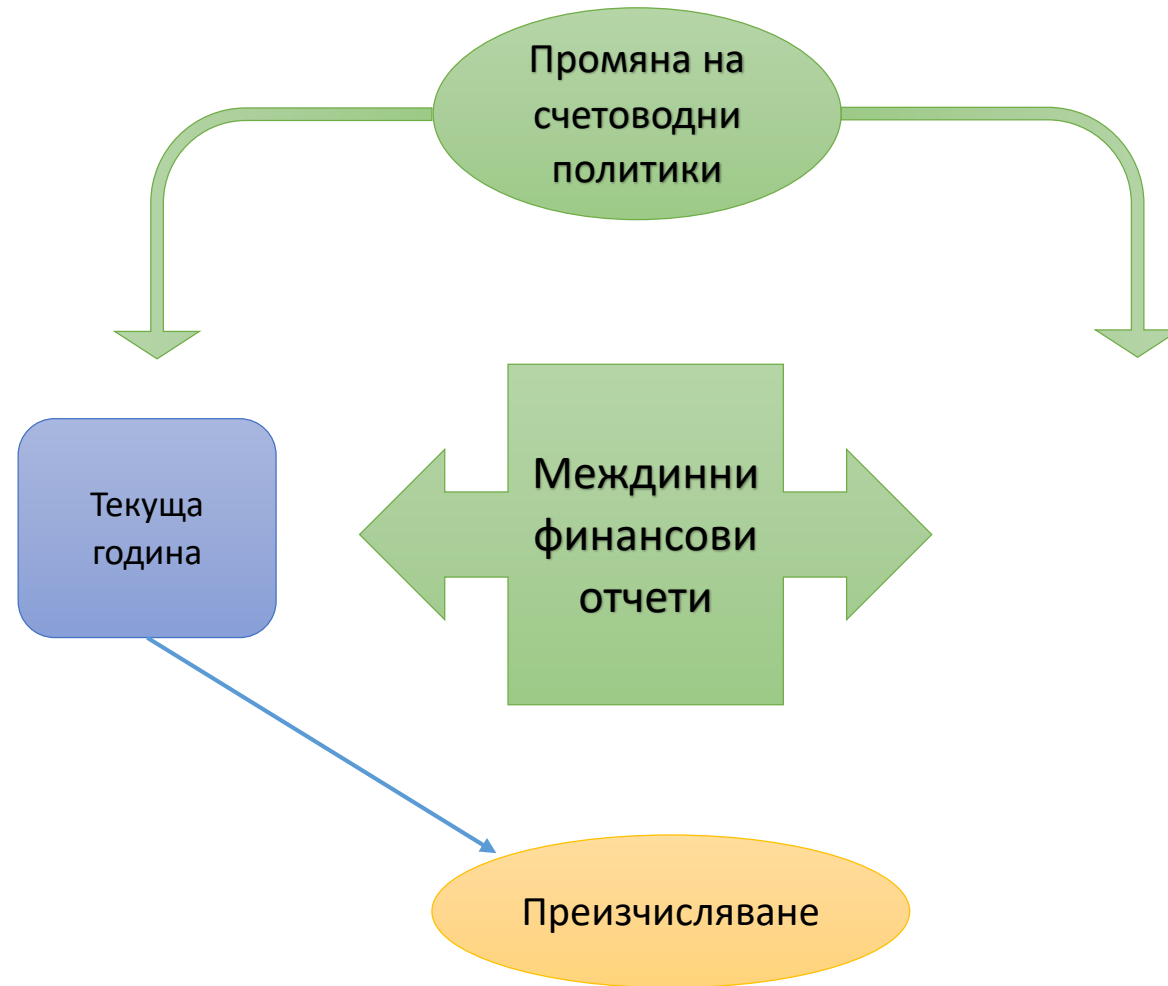 Промяна на
счетоводни
политики
Текуща
година
Междинни
финансови
отчети
Преизчисляване